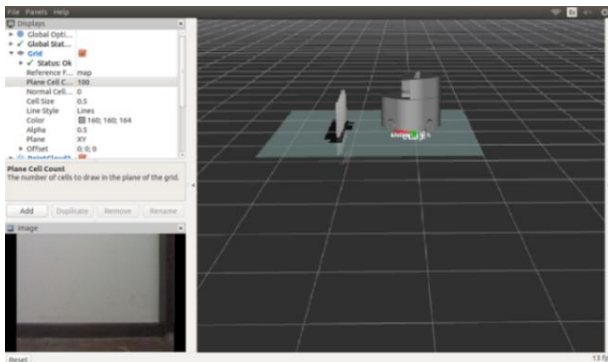 File Panels Help
Displays
Global Opti...
Global Stat...
Grid
Status: Ok
Reference F... map
Plane Cell C... 100
Normal Cell... 0
Cell Size 0.5
Line Style Lines
Color 160; 160; 164
Alpha 0.5
Plane XY
Offset 0; 0; 0
Plane Cell Count
The number of cells to draw in the plane of the grid.
Add Duplicate Remove Rename
Image
Reset